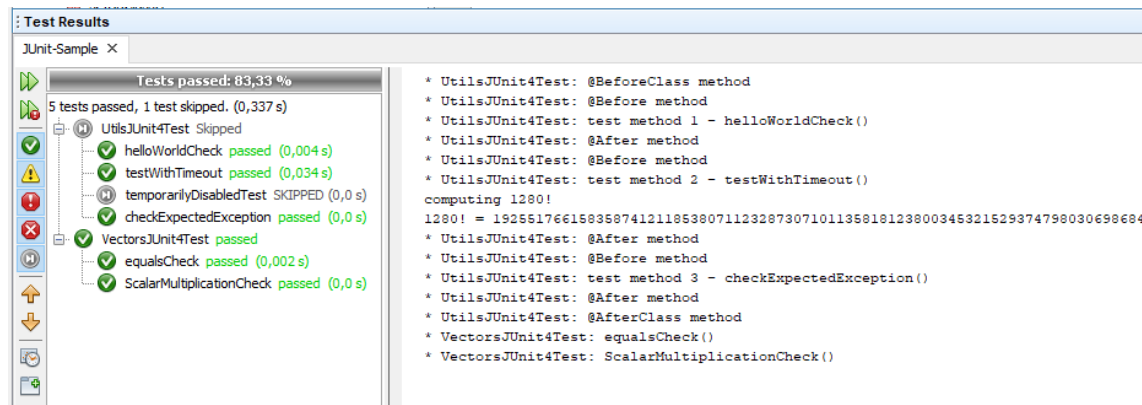 Test Results
JUnit-Sample
Tests passed: 83,33 %
5 tests passed, 1 test skipped. (0,337 s)
UtilsJUnit4Test Skipped
helloWorldCheck passed (0,004 s)
testWithTimeout passed (0,034 s)
temporarilyDisabledTest SKIPPED (0,0 s)
checkExpectedException passed (0,0 s)
VectorsJUnit4Test passed
equalsCheck passed (0,002 s)
ScalarMultiplicationCheck passed (0,0 s)
* UtilsJUnit4Test: @BeforeClass method
* UtilsJUnit4Test: @Before method
* UtilsJUnit4Test: test method 1 - helloWorldCheck()
* UtilsJUnit4Test: @After method
* UtilsJUnit4Test: @Before method
* UtilsJUnit4Test: test method 2 - testWithTimeout()
computing 1280!
1280! = 
* UtilsJUnit4Test: @After method
* UtilsJUnit4Test: @Before method
* UtilsJUnit4Test: test method 3 - checkExpectedException()
* UtilsJUnit4Test: @After method
* UtilsJUnit4Test: @AfterClass method
* VectorsJUnit4Test: equalsCheck()
* VectorsJUnit4Test: ScalarMultiplicationCheck()